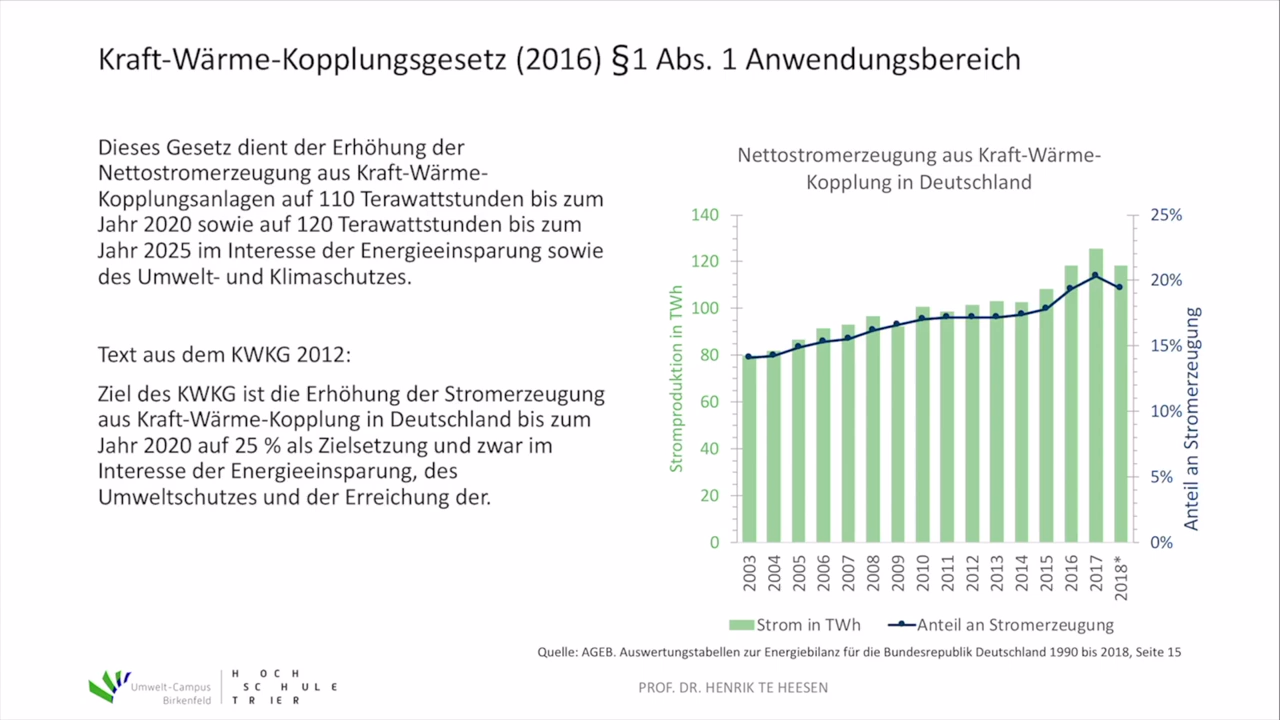 Kraft-Wärme-Kopplungsgesetz (2016) §1 Abs. 1 Anwendungsbereich
Dieses Gesetz dient der Erhöhung der
Nettostromerzeugung aus Kraft-Wärme-
Kopplungsanlagen auf 110 Terawattstunden bis zum
Jahr 2020 sowie auf 120 Terawattstunden bis zum
Jahr 2025 im Interesse der Energieeinsparung sowie
des Umwelt- und Klimaschutzes.
Text aus dem KWKG 2012:
Ziel des KWKG ist die Erhöhung der Stromerzeugung
aus Kraft-Wärme-Kopplung in Deutschland bis zum
Jahr 2020 auf 25 % als Zielsetzung und zwar im
Interesse der Energieeinsparung, des
Umweltschutzes und der Erreichung der.
Nettostromerzeugung aus Kraft-Wärme-
Kopplung in Deutschland
Stromproduktion in TWh
140
120
100
80
60
40
20
0
25%
20%
15%
10%
5%
0%
Anteil an Stromerzeugung
2003
2004
2005
2006
2007
2008
2009
2010
2011
2012
2013
2014
2015
2016
2017
2018*
Strom in TWh
Anteil an Stromerzeugung
Quelle: AGEB. Auswertungstabellen zur Energiebilanz für die Bundesrepublik Deutschland 1990 bis 2018, Seite 15
Umwelt-Campus
Birkenfeld
HOCH
SCHULE
TRIER
PROF. DR. HENRIK TE HEESEN